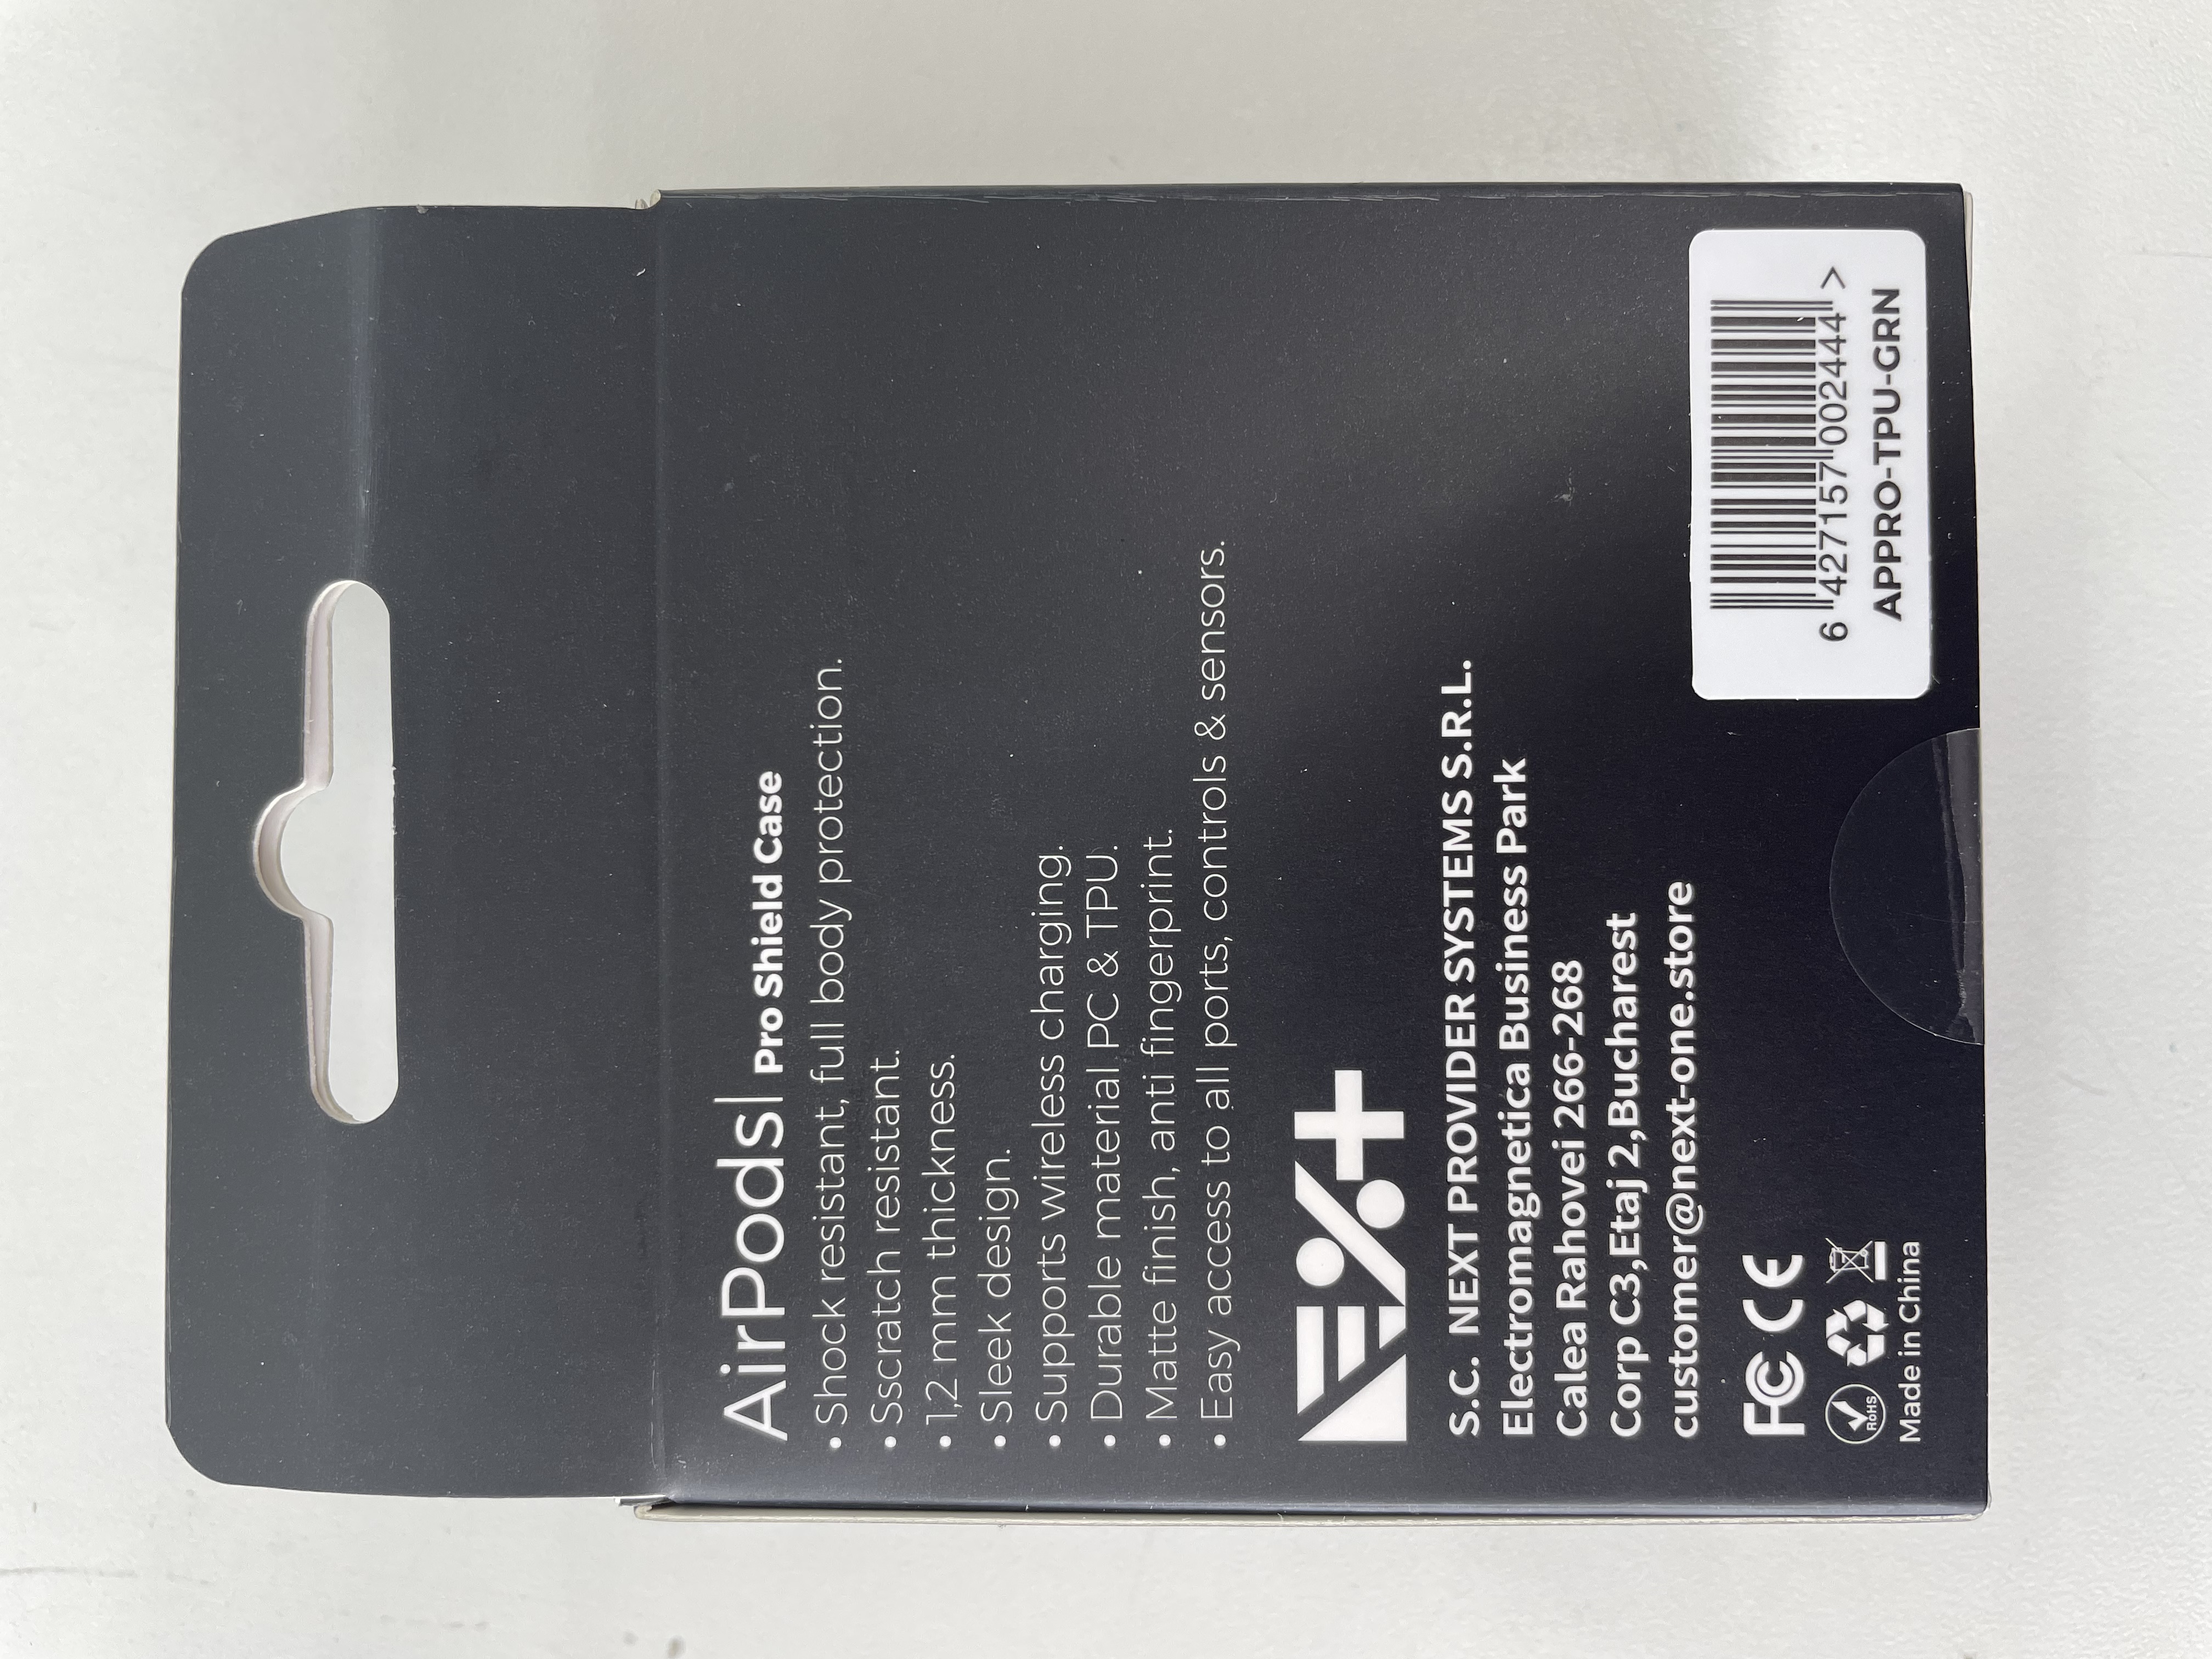 AirPods| Pro Shield Case
• Shock resistant, full body protection.
• Sscratch resistant.
• 1,2 mm thickness.
• Sleek design.
• Supports wireless charging.
• Durable material PC & TPU.
• Matte finish, anti fingerprint.
• Easy access to all ports, controls & sensors.
S.C. NEXT PROVIDER SYSTEMS S.R.L.
Electromagnetica Business Park
Calea Rahovei 266-268
Corp C3,Etaj 2,Bucharest
customer@next-one.store
FC CE
RoHS
Made in China
6 427157 002444 >
APPRO-TPU-GRN